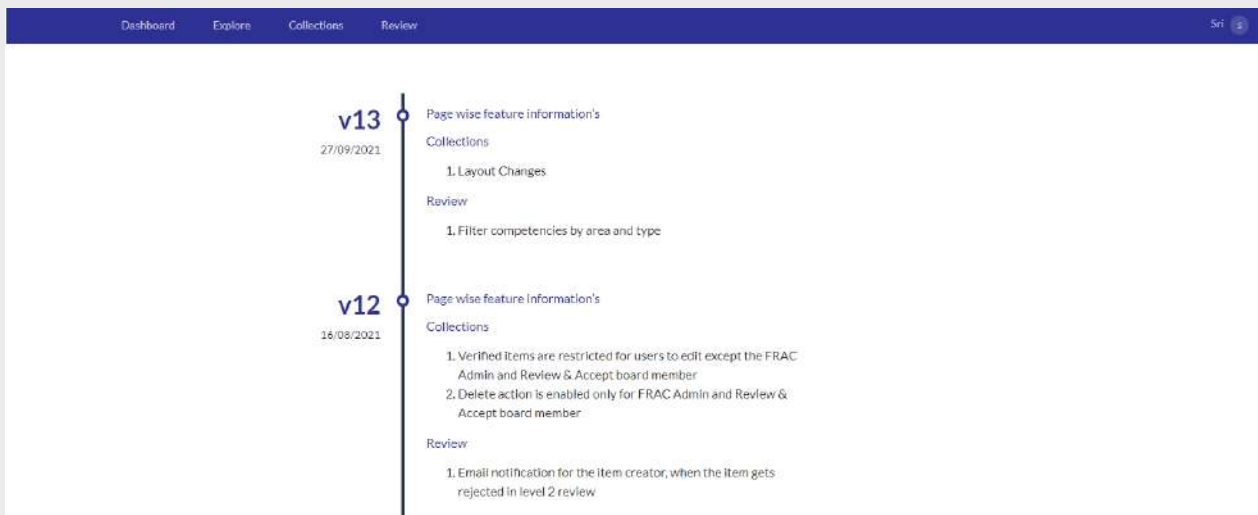 Dashboard Explore Collections Review Sri s
v13
27/09/2021
Page wise feature information's
Collections
1. Layout Changes
Review
1. Filter competencies by area and type
v12
16/08/2021
Page wise feature information's
Collections
1. Verified items are restricted for users to edit except the FRAC
Admin and Review & Accept board member
2. Delete action is enabled only for FRAC Admin and Review &
Accept board member
Review
1. Email notification for the item creator, when the item gets
rejected in level 2 review